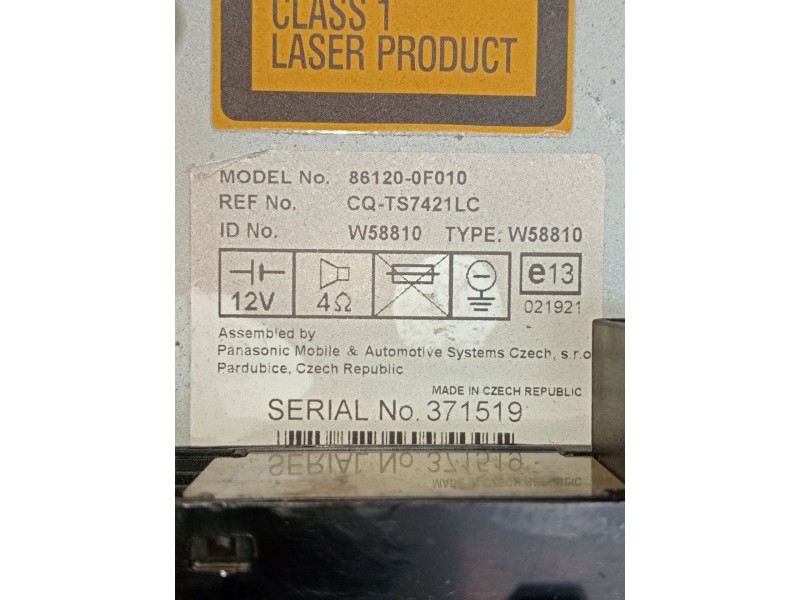 CLASS 1
LASER PRODUCT
MODEL No. 86120-0F010
REF No. CQ-TS7421LC
ID No. W58810 TYPE: W58810
12V 4Ω e13
021921
Assembled by
Panasonic Mobile & Automotive Systems Czech, s.r.o
Pardubice, Czech Republic
MADE IN CZECH REPUBLIC
SERIAL No. 371519